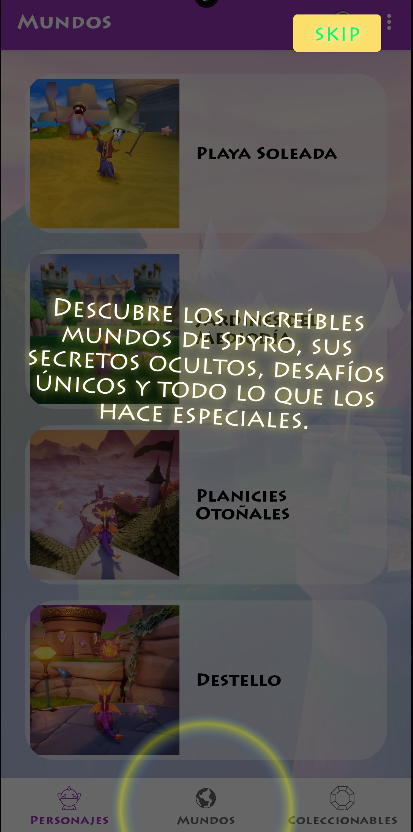 Mundos
SKIP
Playa Soleada
Descubre los increíbles
mundos de Spyro, sus
secretos ocultos, desafíos
únicos y todo lo que los
hace especiales.
Planicies
Otoñales
Destello
Personajes
Mundos
Coleccionables